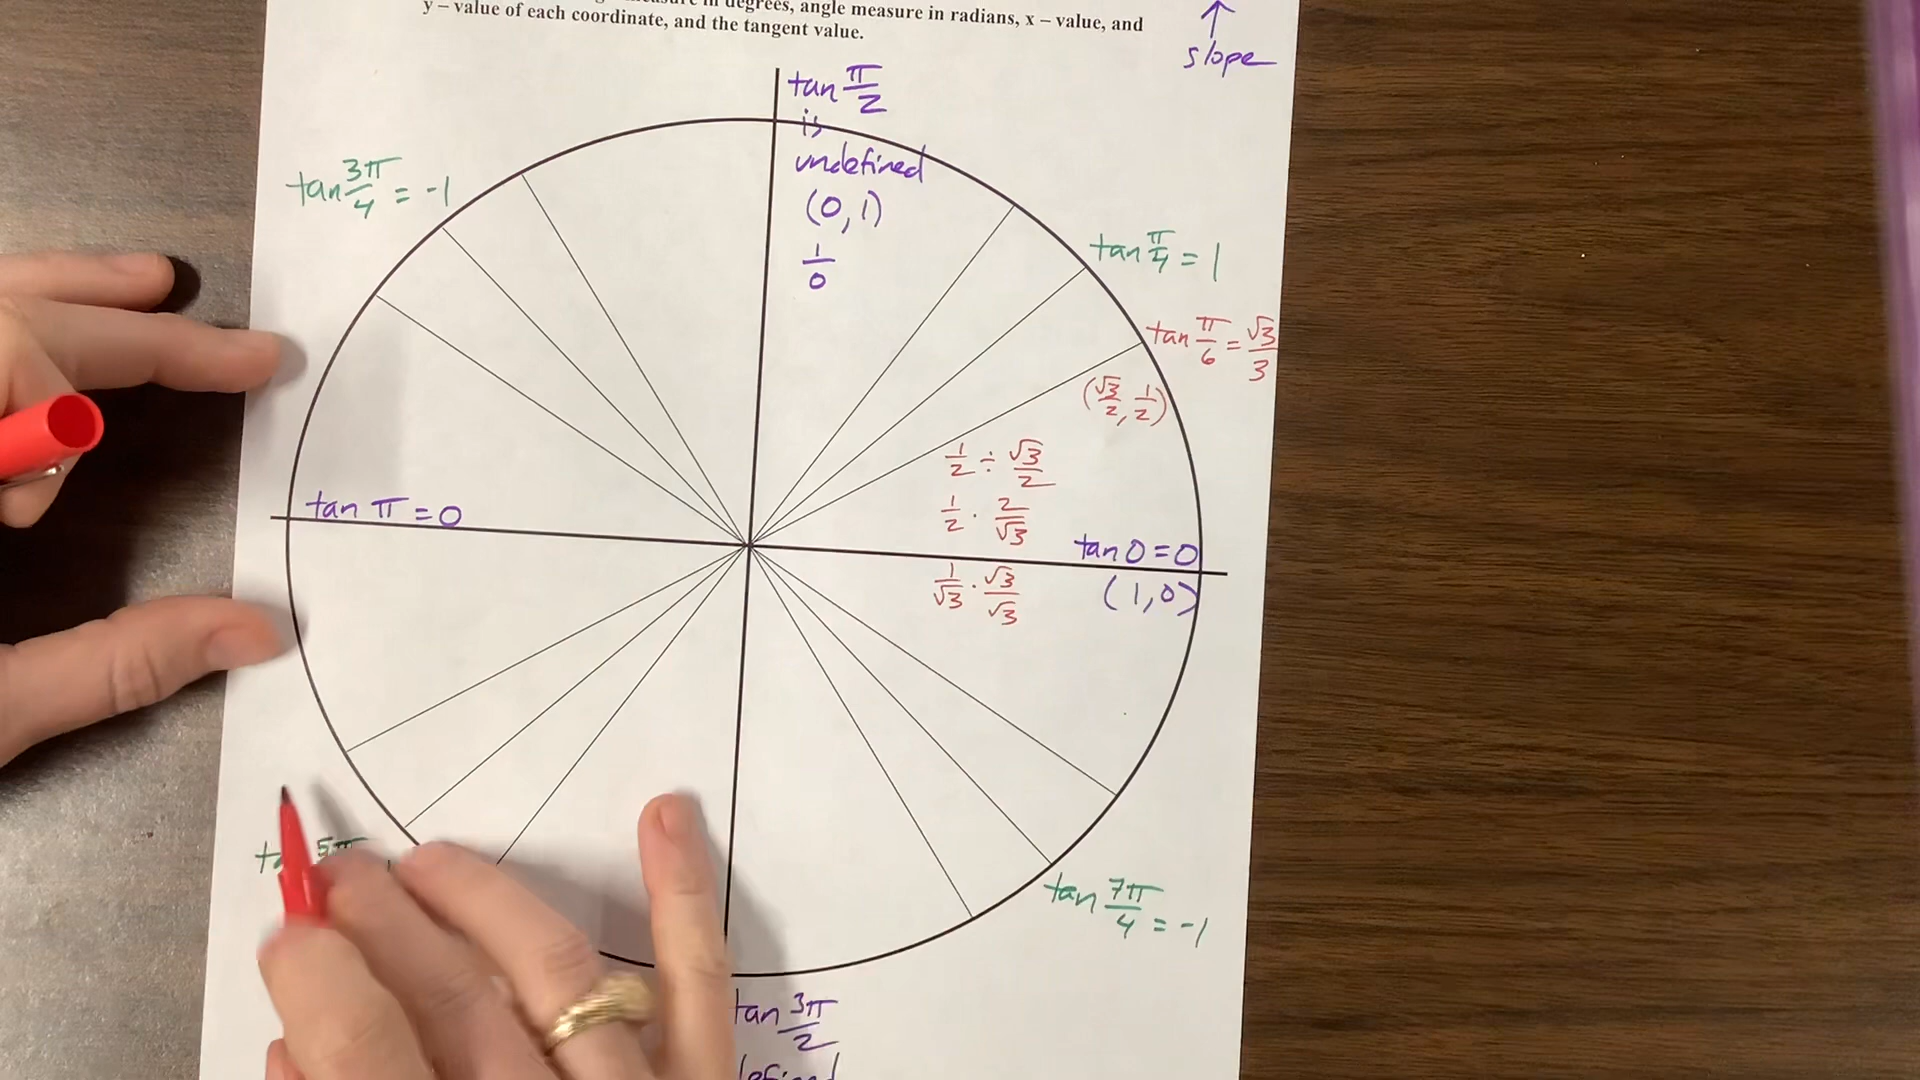 in degrees, angle measure in radians, x – value, and
y – value of each coordinate, and the tangent value.
↑
slope
tan π/2
is
undefined
(0,1)
1/0
tan 3π/4 = -1
tan π/4 = 1
tan π/6 = √3/3
(√3/2, 1/2)
1/2 ÷ √3/2
1/2 · 2/√3
1/√3 · √3/√3
tan π = 0
tan 0 = 0
(1,0)
5π
tan 7π/4 = -1
tan 3π/2